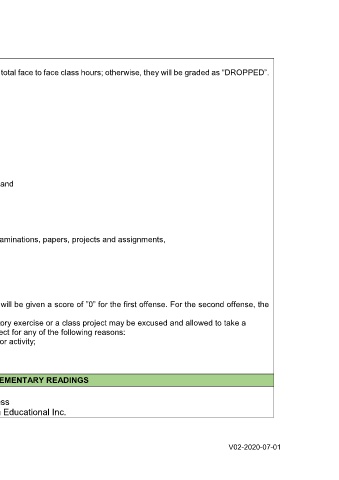 total face to face class hours; otherwise, they will be graded as "DROPPED".
and
aminations, papers, projects and assignments,
will be given a score of "0" for the first offense. For the second offense, the
ory exercise or a class project may be excused and allowed to take a
ect for any of the following reasons:
or activity;
EMENTARY READINGS
ss
Educational Inc.
V02-2020-07-01